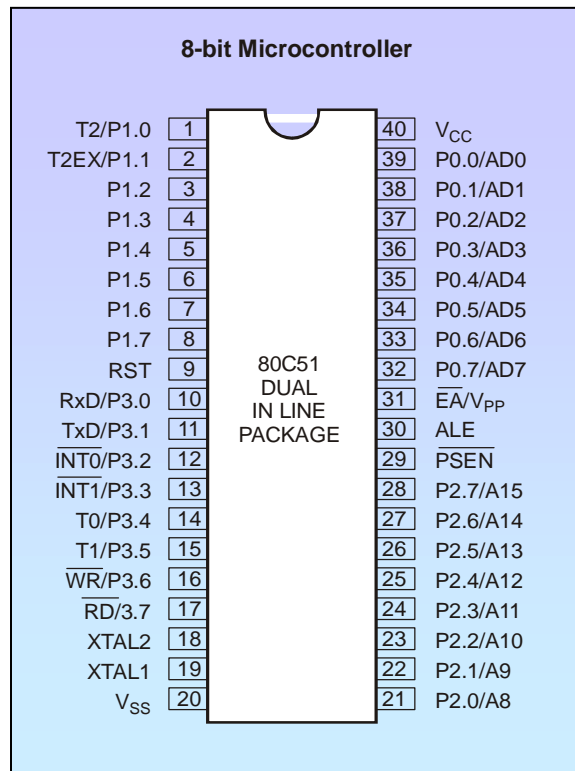 8-bit Microcontroller
T2/P1.0 1
T2EX/P1.1 2
P1.2 3
P1.3 4
P1.4 5
P1.5 6
P1.6 7
P1.7 8
RST 9
RxD/P3.0 10
TxD/P3.1 11
I̅N̅T̅0̅/P3.2 12
I̅N̅T̅1̅/P3.3 13
T0/P3.4 14
T1/P3.5 15
W̅R̅/P3.6 16
R̅D̅/3.7 17
XTAL2 18
XTAL1 19
VSS 20
80C51
DUAL
IN LINE
PACKAGE
40 VCC
39 P0.0/AD0
38 P0.1/AD1
37 P0.2/AD2
36 P0.3/AD3
35 P0.4/AD4
34 P0.5/AD5
33 P0.6/AD6
32 P0.7/AD7
31 E̅A̅/VPP
30 ALE
29 P̅S̅E̅N̅
28 P2.7/A15
27 P2.6/A14
26 P2.5/A13
25 P2.4/A12
24 P2.3/A11
23 P2.2/A10
22 P2.1/A9
21 P2.0/A8